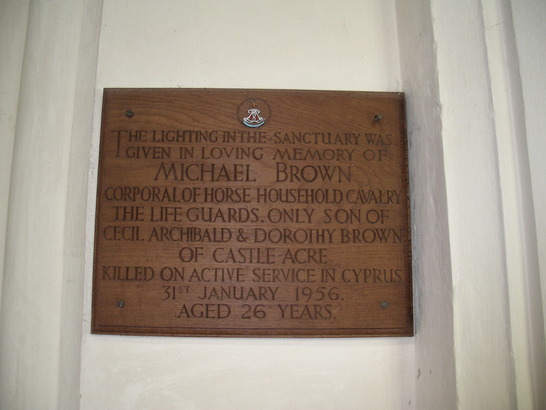 THE LIGHTING IN THE SANCTUARY WAS
GIVEN IN LOVING MEMORY OF
MICHAEL BROWN
CORPORAL OF HORSE HOUSEHOLD CAVALRY
THE LIFE GUARDS. ONLY SON OF
CECIL ARCHIBALD & DOROTHY BROWN
OF CASTLE ACRE
KILLED ON ACTIVE SERVICE IN CYPRUS
31ST JANUARY 1956.
AGED 26 YEARS.